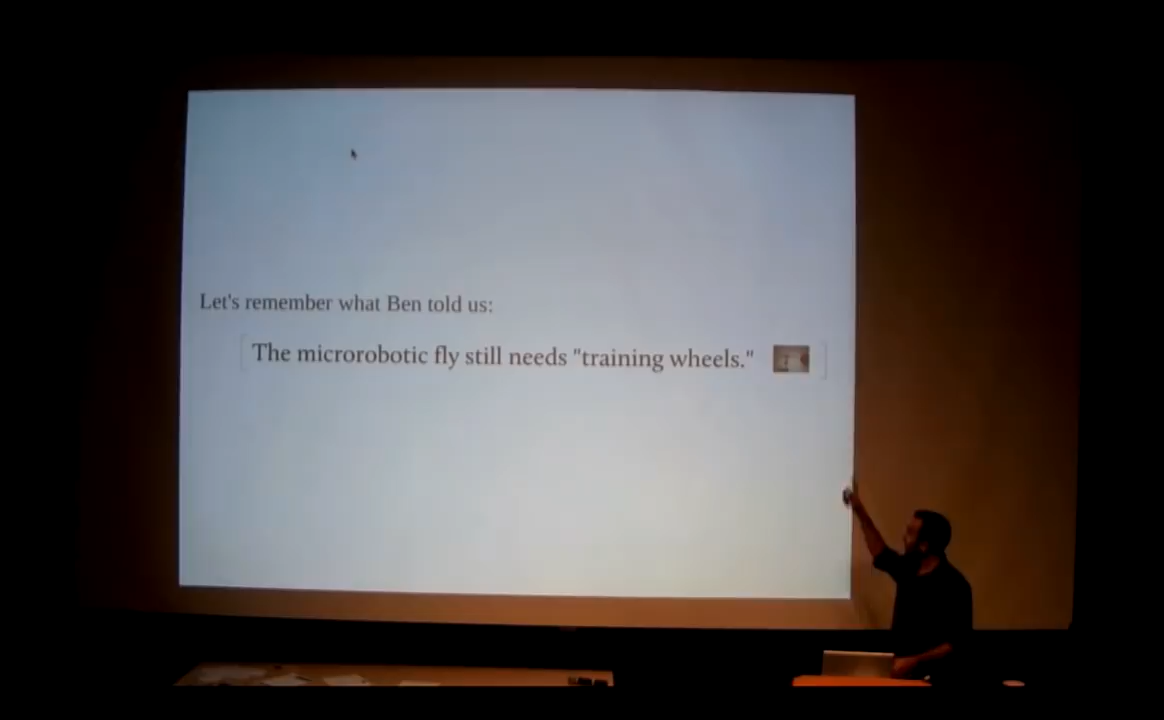 Let's remember what Ben told us:
The microrobotic fly still needs "training wheels."